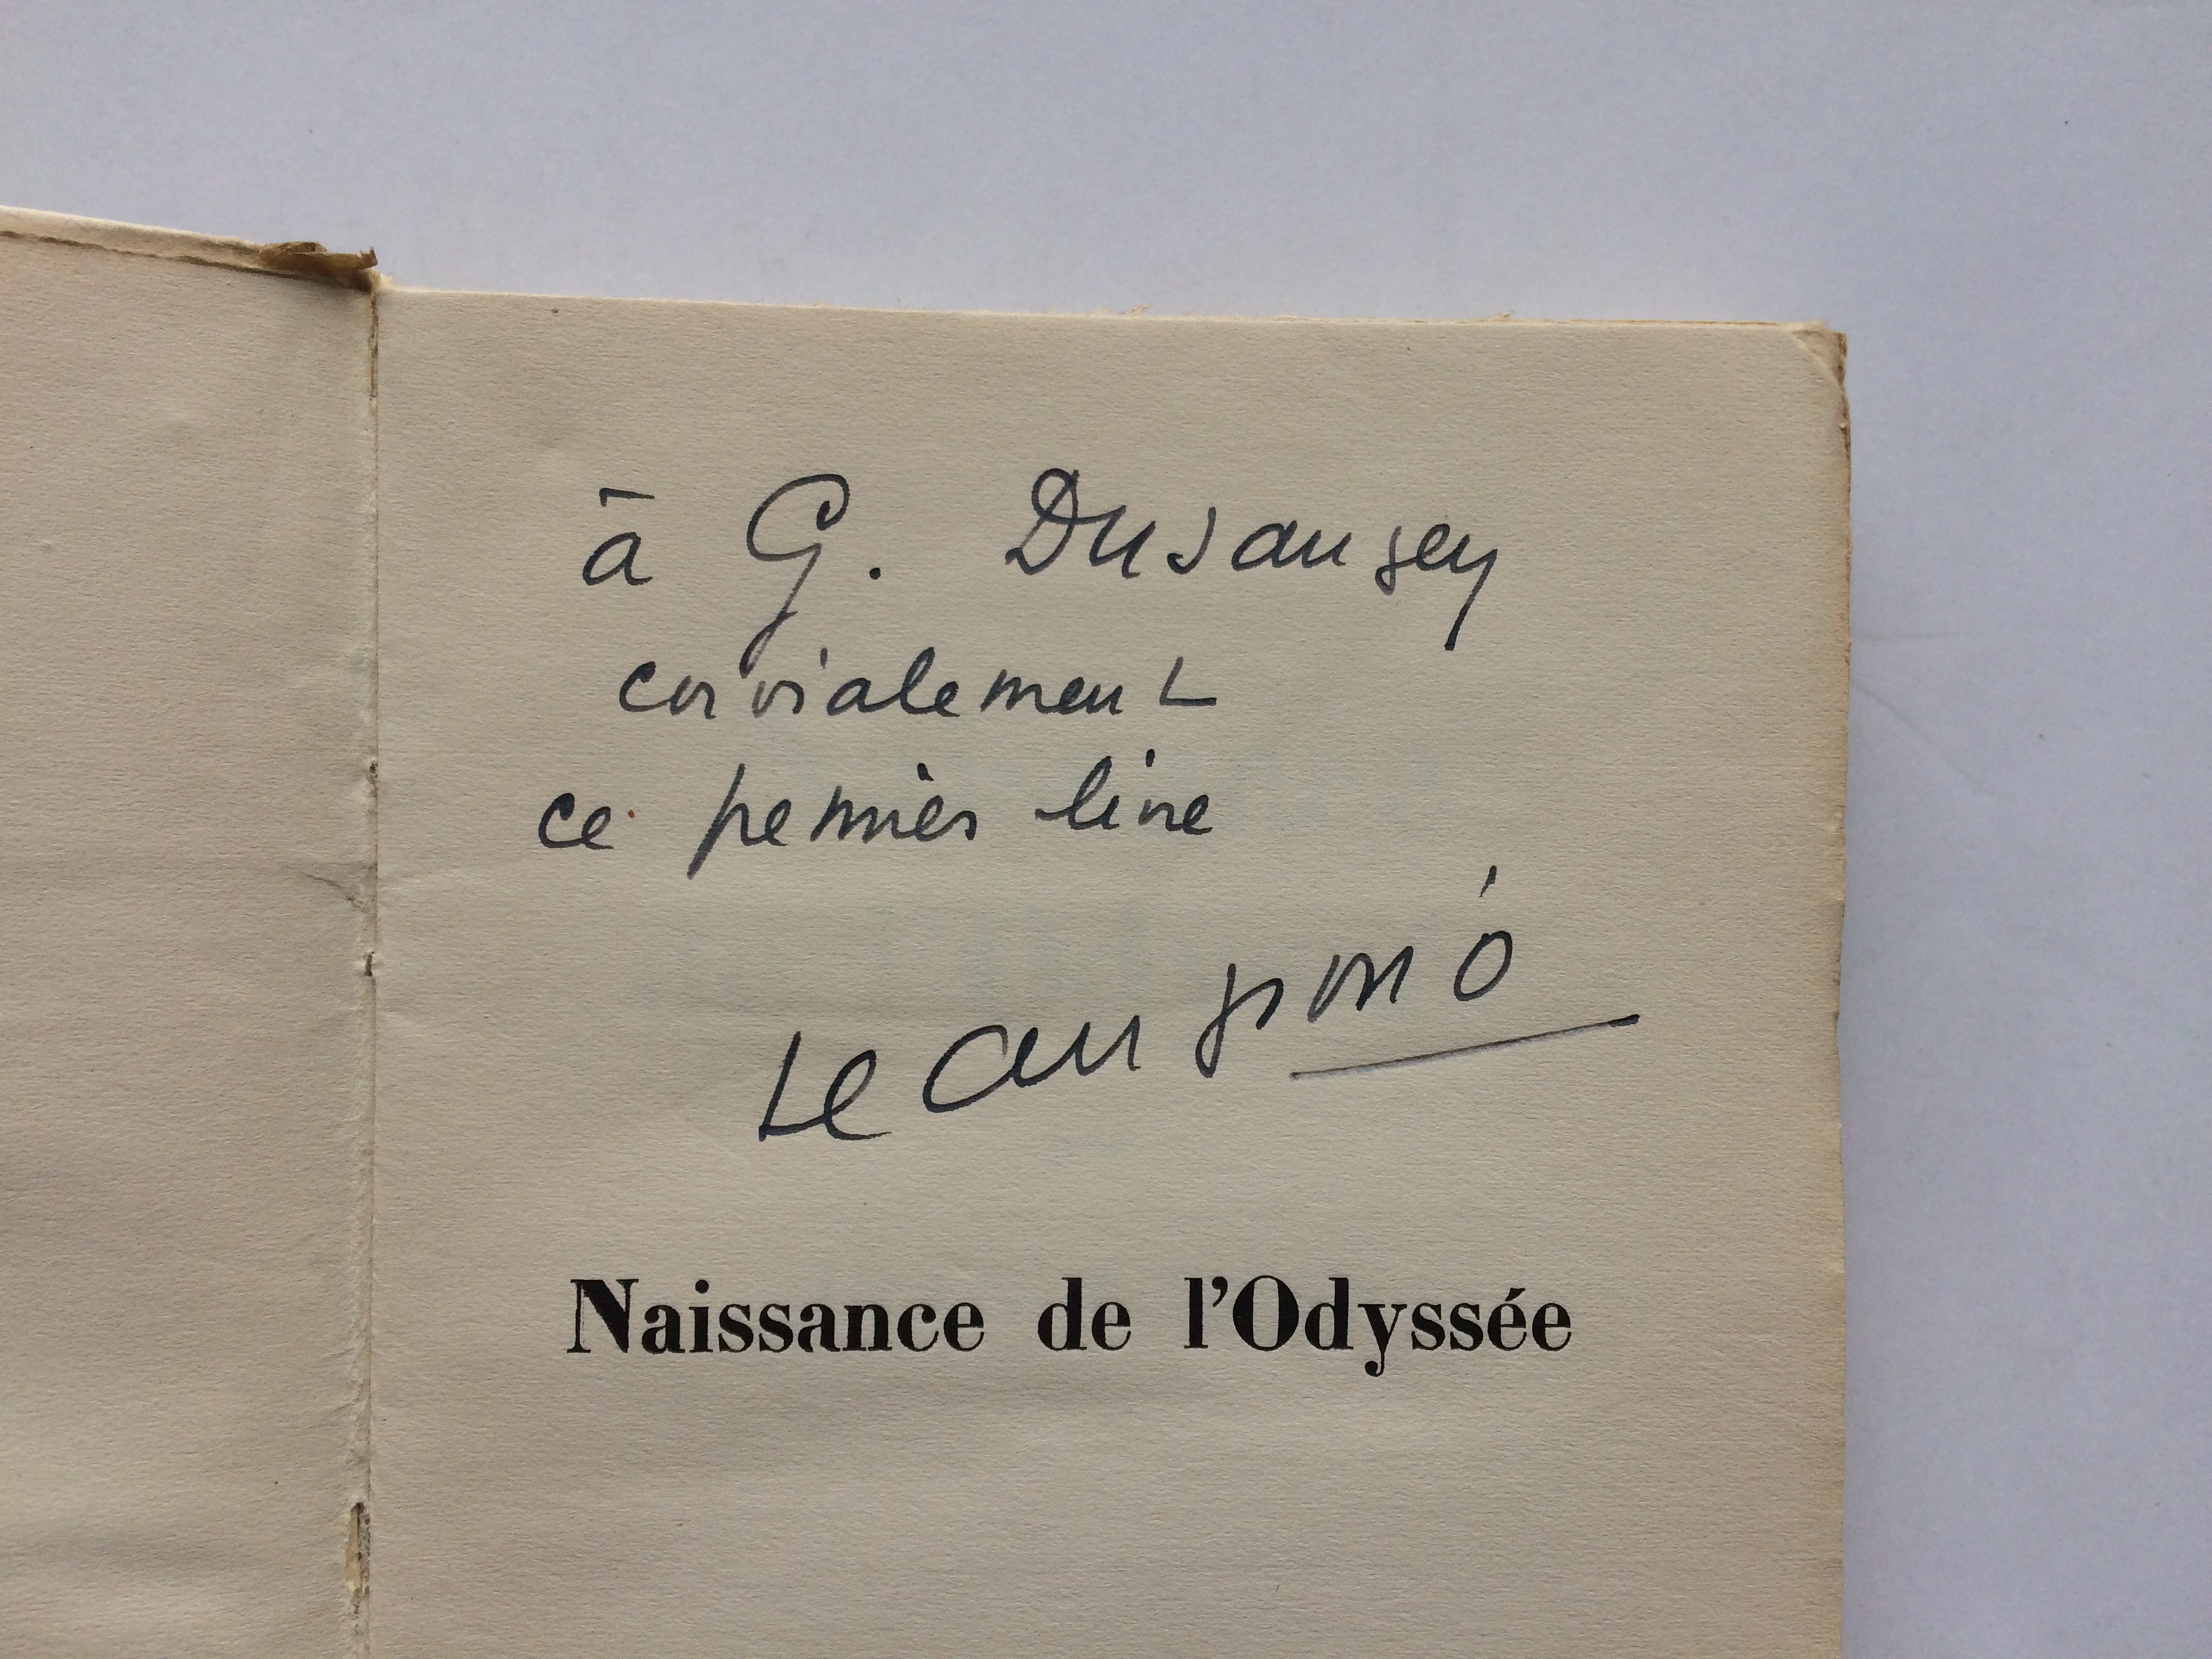 à G. Dusausey
cordialement
ce premier livre
Jean Giono
Naissance de l'Odyssée